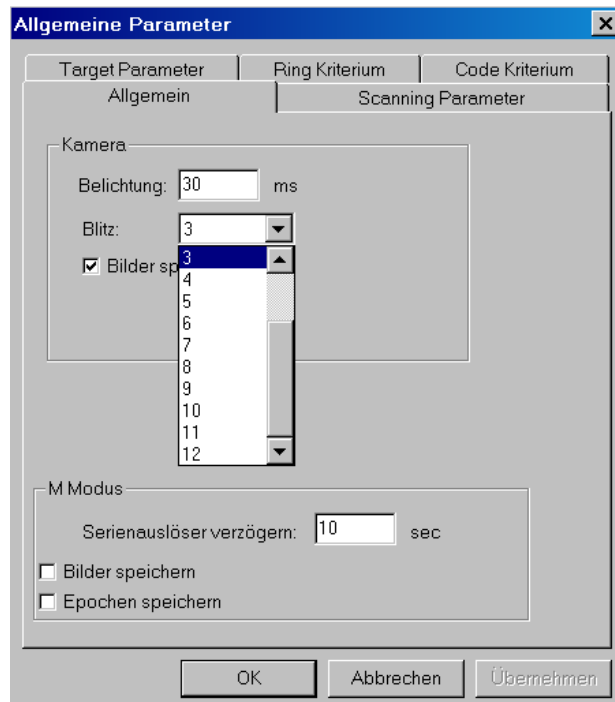 Allgemeine Parameter
Target Parameter Ring Kriterium Code Kriterium
Allgemein Scanning Parameter
Kamera
Belichtung: 30 ms
Blitz: 3
Bilder sp
3
4
5
6
7
8
9
10
11
12
M Modus
Serienauslöser verzögern: 10 sec
Bilder speichern
Epochen speichern
OK Abbrechen Übernehmen